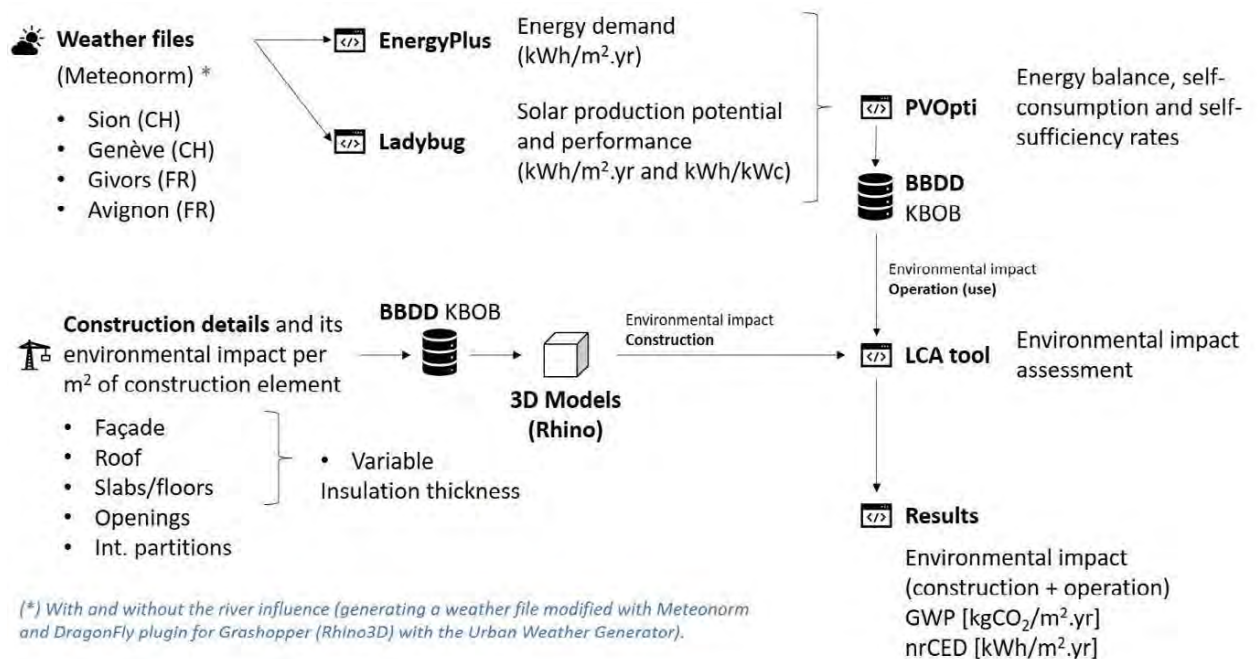 Weather files
(Meteonorm) *
• Sion (CH)
• Genève (CH)
• Givors (FR)
• Avignon (FR)
</> EnergyPlus
Energy demand
(kWh/m².yr)
</> Ladybug
Solar production potential
and performance
(kWh/m².yr and kWh/kWc)
</> PVOpti
Energy balance, self-
consumption and self-
sufficiency rates
BBDD
KBOB
Environmental impact
Operation (use)
Construction details and its
environmental impact per
m² of construction element
• Façade
• Roof
• Slabs/floors
• Openings
• Int. partitions
• Variable
Insulation thickness
BBDD KBOB
3D Models
(Rhino)
Environmental impact
Construction
</> LCA tool
Environmental impact
assessment
</> Results
Environmental impact
(construction + operation)
GWP [kgCO₂/m².yr]
nrCED [kWh/m².yr]
(*) With and without the river influence (generating a weather file modified with Meteonorm
and DragonFly plugin for Grashopper (Rhino3D) with the Urban Weather Generator).